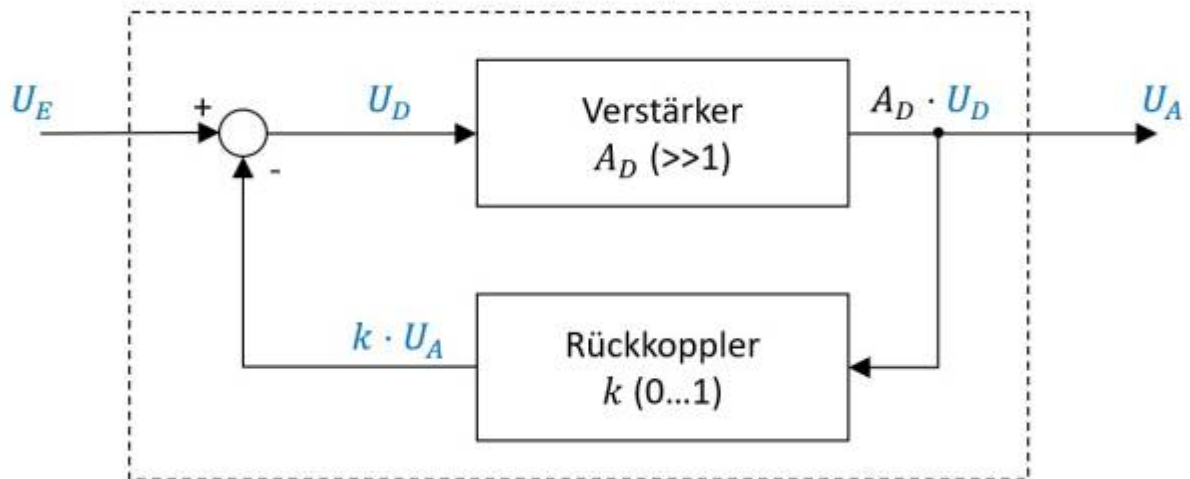 U_E
+
-
U_D
Verstärker
A_D (>>1)
A_D · U_D
U_A
k · U_A
Rückkoppler
k (0...1)